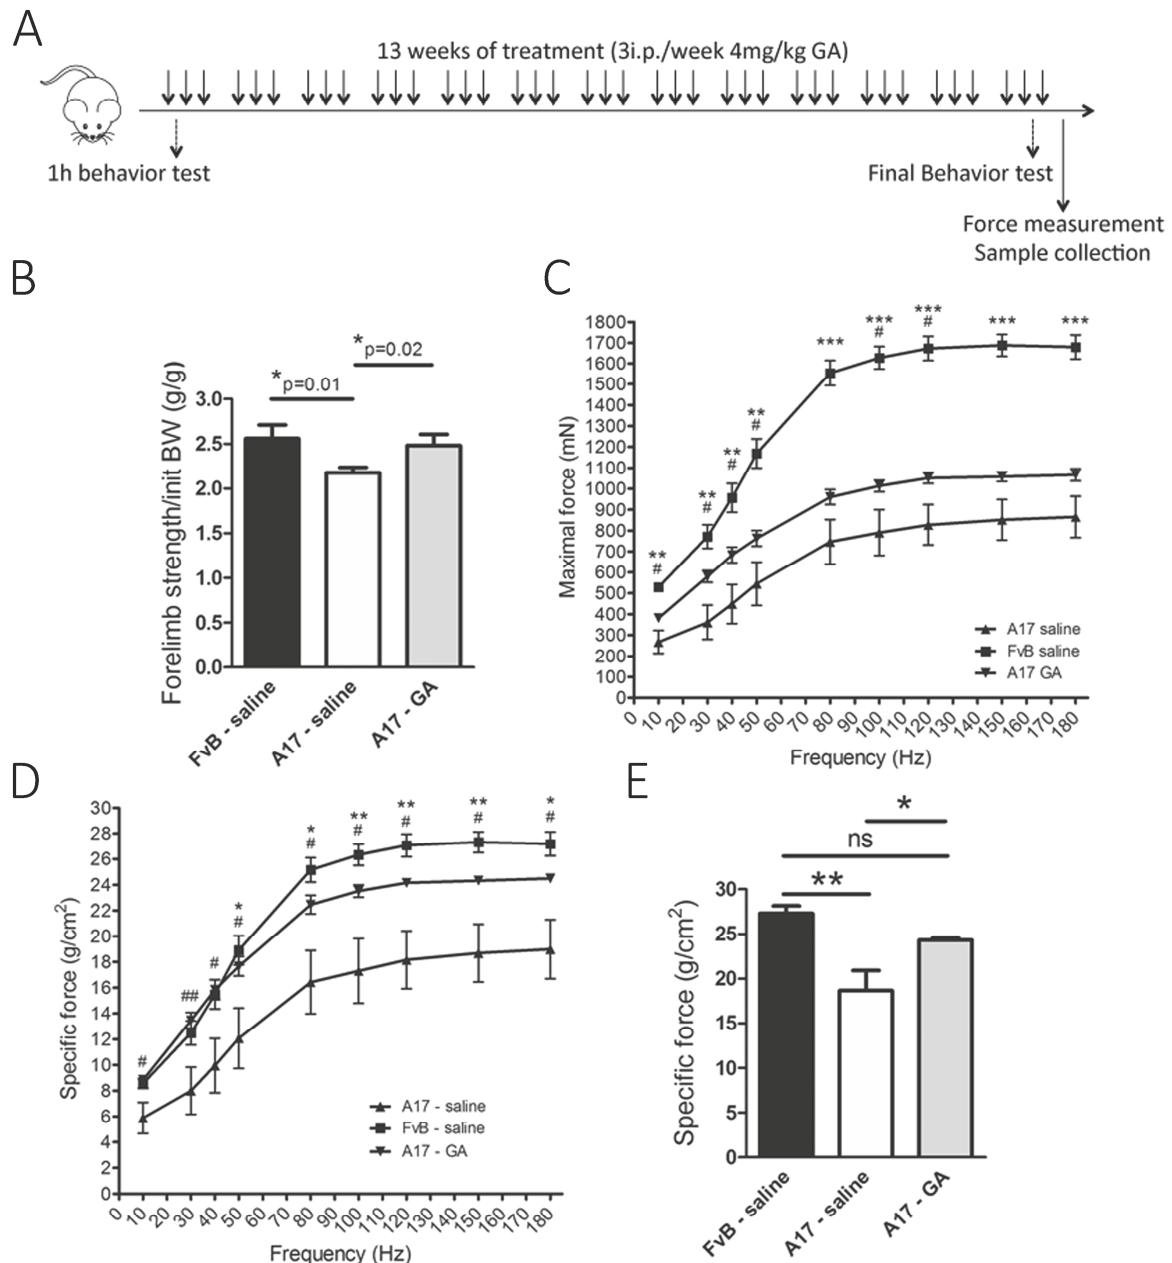 A
13 weeks of treatment (3i.p./week 4mg/kg GA)
1h behavior test
Final Behavior test
Force measurement
Sample collection
B
*p=0.02
*p=0.01
Forelimb strength/init BW (g/g)
3.0
2.5
2.0
1.5
1.0
0.5
0.0
FvB - saline
A17 - saline
A17 - GA
C
Maximal force (mN)
1800
1700
1600
1500
1400
1300
1200
1100
1000
900
800
700
600
500
400
300
200
100
0
** # ** # ** # ** # *** *** # *** # *** ***
A17 saline
FvB saline
A17 GA
0 10 20 30 40 50 60 70 80 90 100 110 120 130 140 150 160 170 180
Frequency (Hz)
D
Specific force (g/cm²)
30
28
26
24
22
20
18
16
14
12
10
8
6
4
2
0
# ## # * # * # ** # ** # ** # * #
A17 - saline
FvB - saline
A17 - GA
0 10 20 30 40 50 60 70 80 90 100 110 120 130 140 150 160 170 180
Frequency (Hz)
E
*
ns
**
Specific force (g/cm²)
30
25
20
15
10
5
0
FvB - saline
A17 - saline
A17 - GA